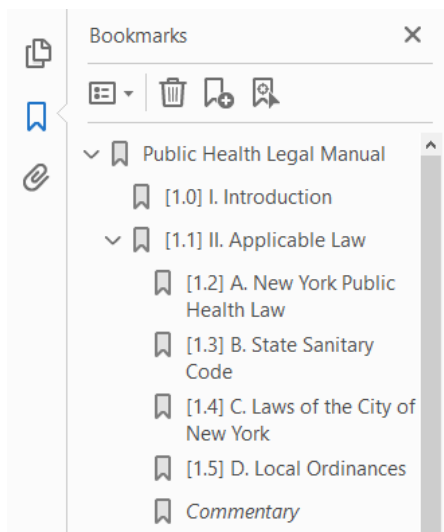 Bookmarks
Public Health Legal Manual
[1.0] I. Introduction
[1.1] II. Applicable Law
[1.2] A. New York Public
Health Law
[1.3] B. State Sanitary
Code
[1.4] C. Laws of the City of
New York
[1.5] D. Local Ordinances
Commentary